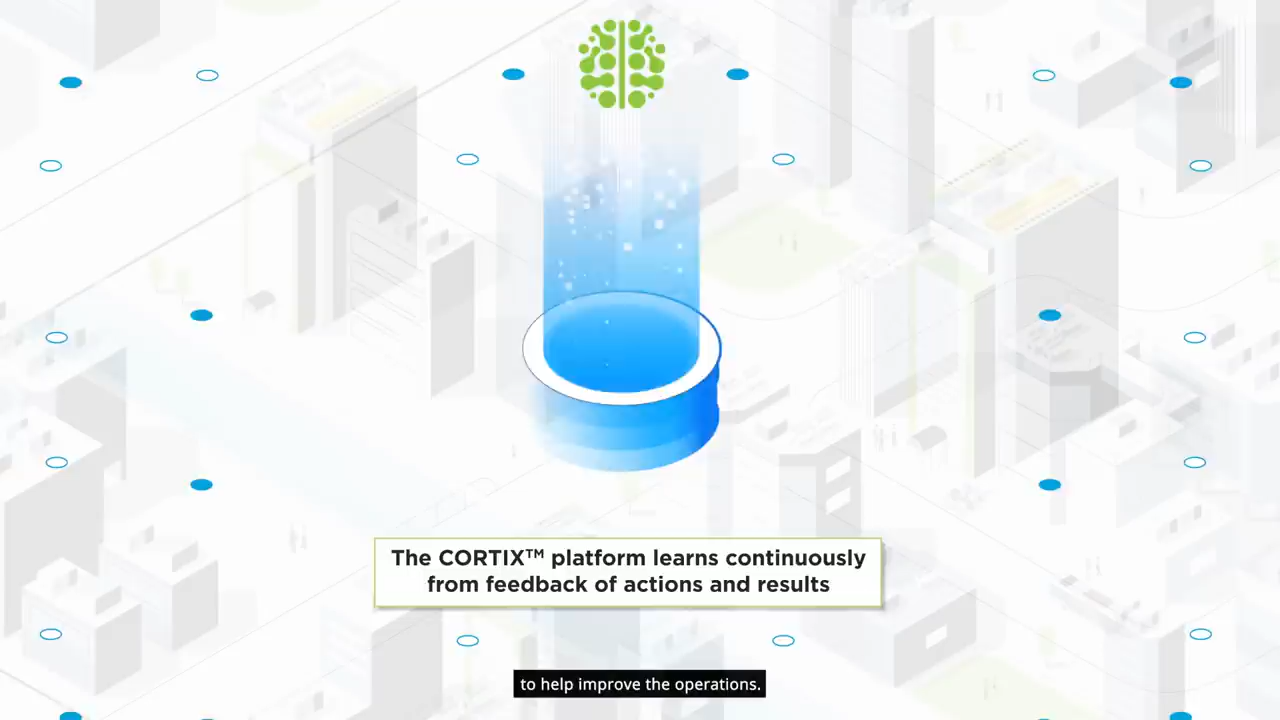 The CORTIX™ platform learns continuously
from feedback of actions and results
to help improve the operations.